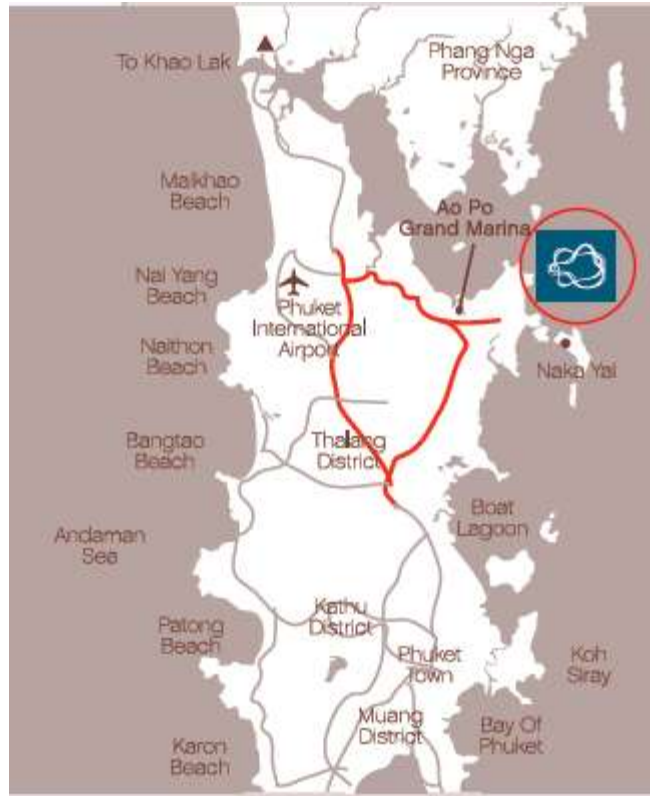 To Khao Lak
Phang Nga
Province
Maikhao
Beach
Ao Po
Grand Marina
Nai Yang
Beach
Phuket
International
Airport
Naithon
Beach
Naka Yai
Bangtao
Beach
Thalang
District
Boat
Lagoon
Andaman
Sea
Kathu
District
Patong
Beach
Phuket
Town
Koh
Siray
Muang
District
Bay Of
Phuket
Karon
Beach